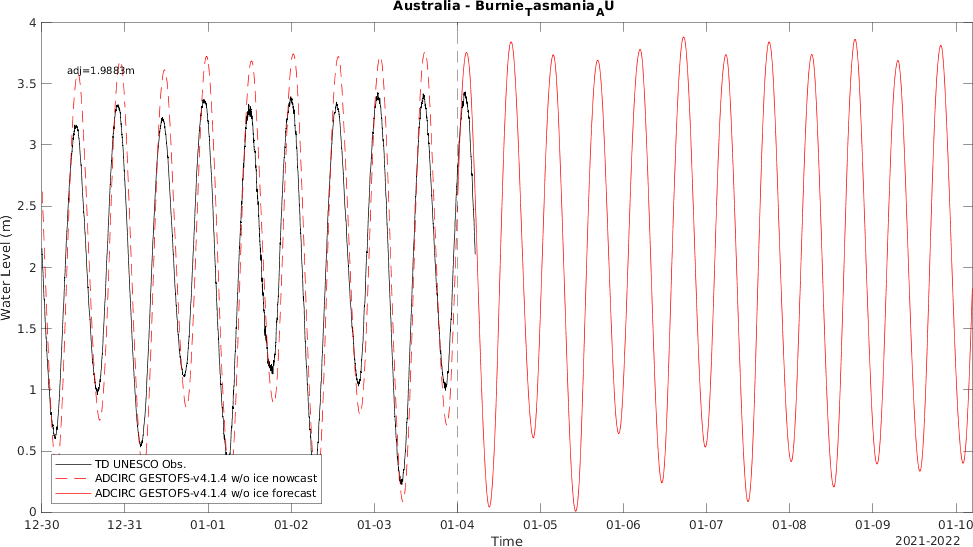 Australia - Burnie_Tasmania_AU
adj=1.9883m
4
3.5
3
2.5
2
1.5
1
0.5
0
Water Level (m)
TD UNESCO Obs.
ADCIRC GESTOFS-v4.1.4 w/o ice nowcast
ADCIRC GESTOFS-v4.1.4 w/o ice forecast
12-30 12-31 01-01 01-02 01-03 01-04 01-05 01-06 01-07 01-08 01-09 01-10
Time
2021-2022